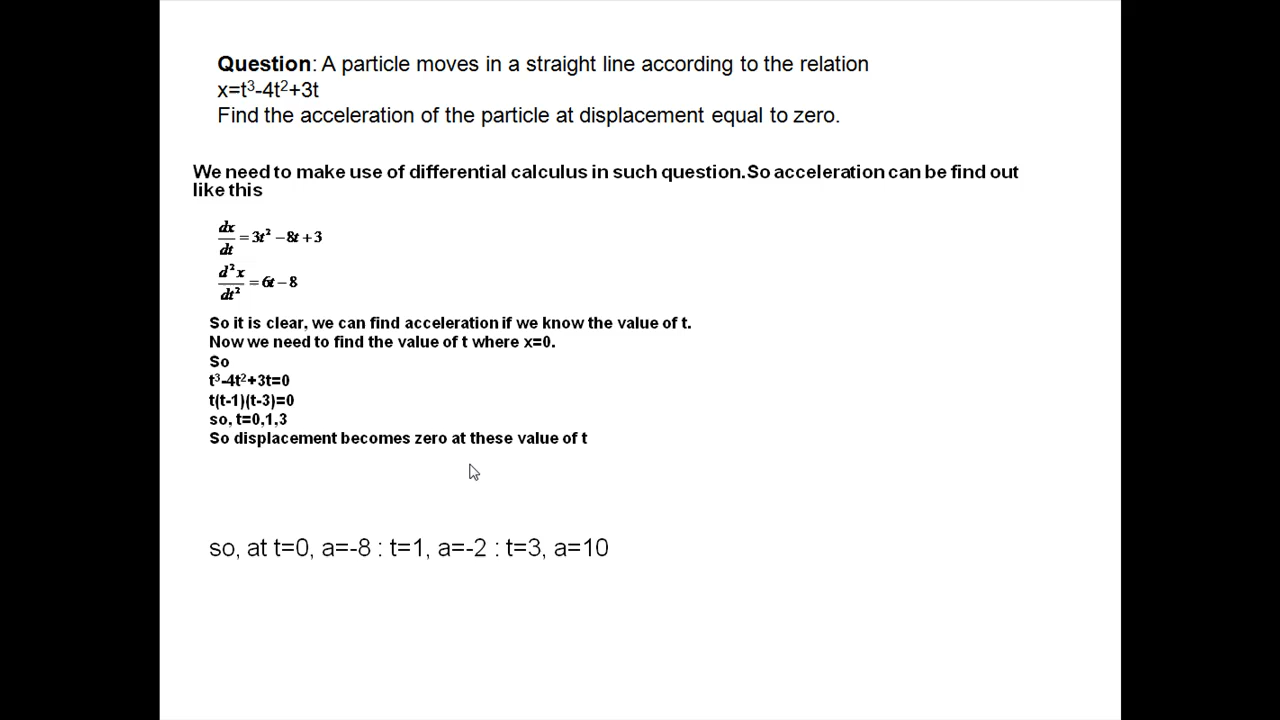 Question: A particle moves in a straight line according to the relation
x=t³-4t²+3t
Find the acceleration of the particle at displacement equal to zero.
We need to make use of differential calculus in such question.So acceleration can be find out
like this
dx/dt = 3t² - 8t + 3
d²x/dt² = 6t - 8
So it is clear, we can find acceleration if we know the value of t.
Now we need to find the value of t where x=0.
So
t³-4t²+3t=0
t(t-1)(t-3)=0
so, t=0,1,3
So displacement becomes zero at these value of t
so, at t=0, a=-8 : t=1, a=-2 : t=3, a=10